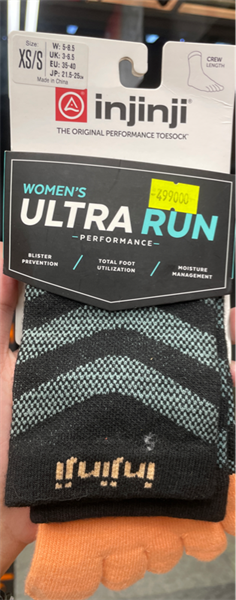 Size:
XS/S
W: 5-8.5
UK: 3-6.5
EU: 35-40
JP: 21.5-25cm
Made in China
CREW
LENGTH
injinji
THE ORIGINAL PERFORMANCE TOESOCK
WOMEN'S
499000
ULTRA RUN
PERFORMANCE
BLISTER PREVENTION / TOTAL FOOT UTILIZATION / MOISTURE MANAGEMENT
injinji